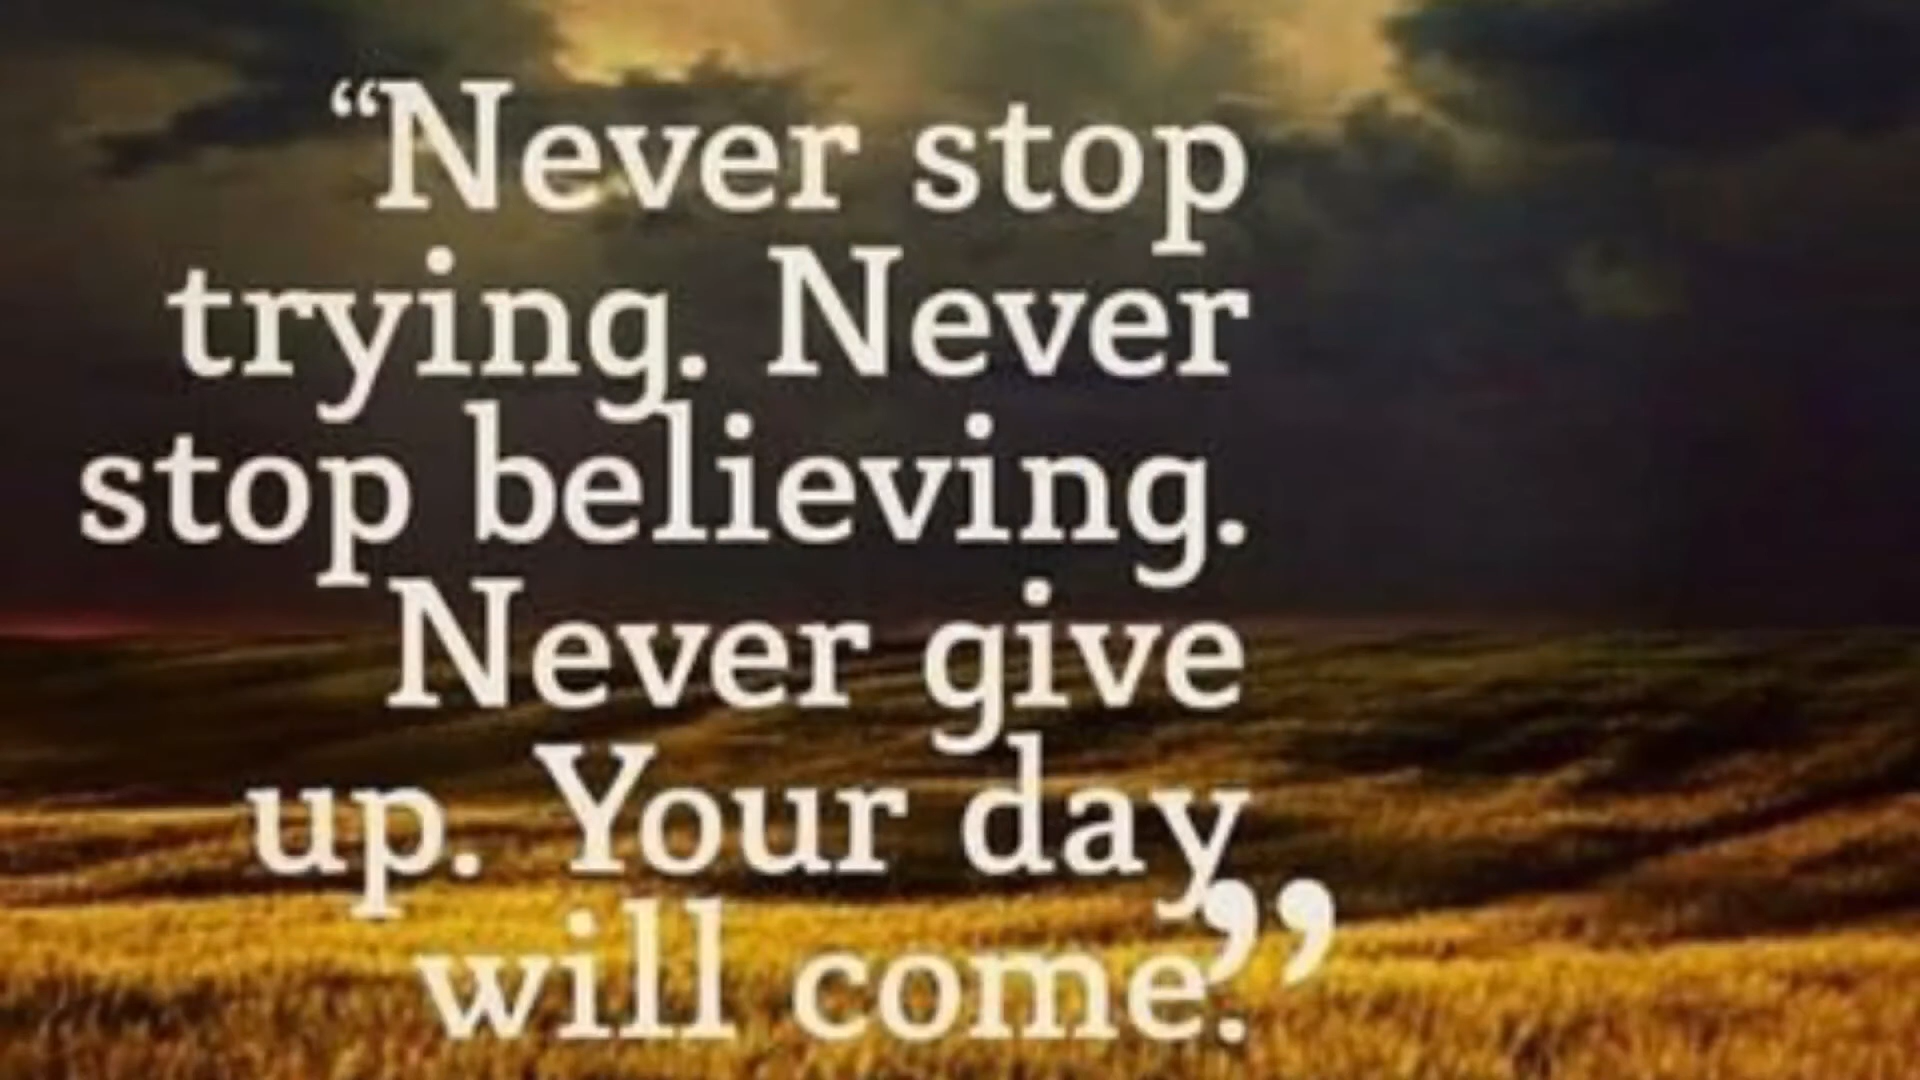 “Never stop
trying. Never
stop believing.
Never give
up. Your day
will come.”